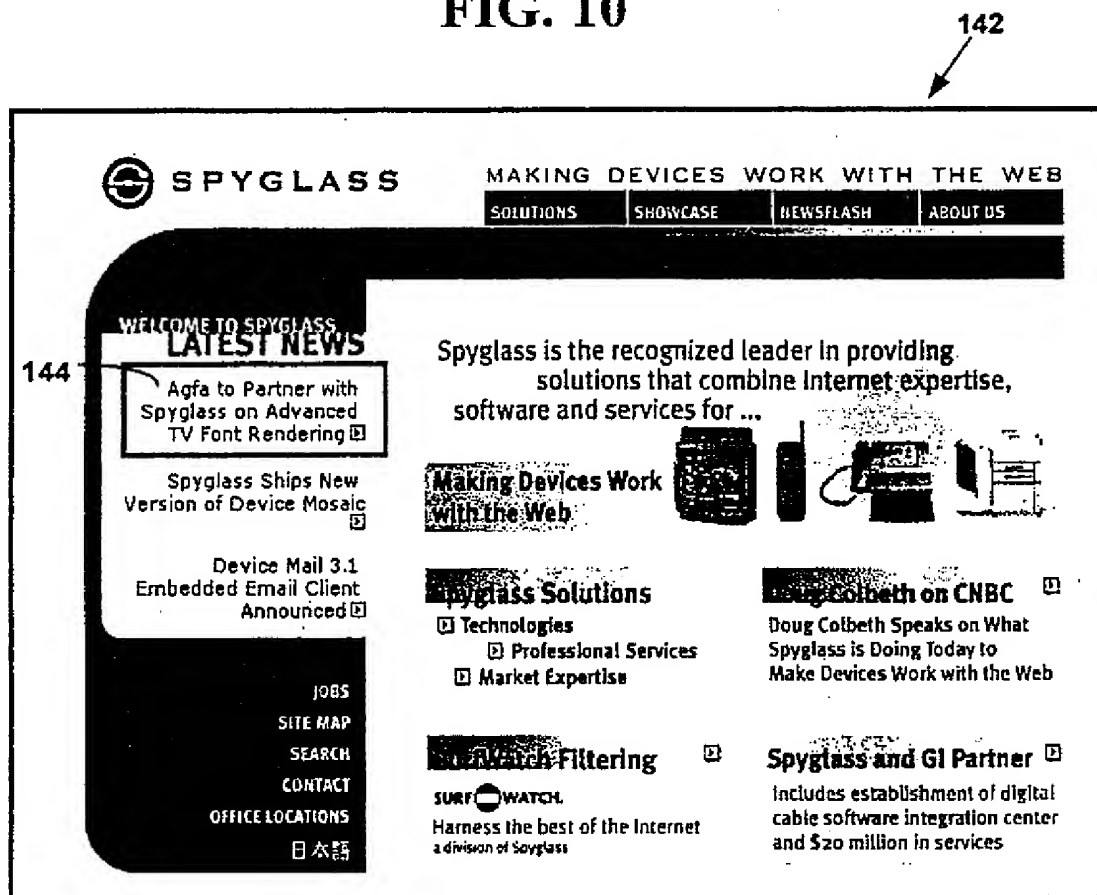 FIG. 10
142
SPYGLASS
MAKING DEVICES WORK WITH THE WEB
SOLUTIONS
SHOWCASE
NEWSFLASH
ABOUT US
WELCOME TO SPYGLASS
LATEST NEWS
144
Agfa to Partner with
Spyglass on Advanced
TV Font Rendering
Spyglass Ships New
Version of Device Mosaic
Device Mail 3.1
Embedded Email Client
Announced
JOBS
SITE MAP
SEARCH
CONTACT
OFFICE LOCATIONS
日本語
Spyglass is the recognized leader in providing
solutions that combine Internet expertise,
software and services for ...
Making Devices Work
with the Web
Spyglass Solutions
Technologies
Professional Services
Market Expertise
Doug Colbeth on CNBC
Doug Colbeth Speaks on What
Spyglass is Doing Today to
Make Devices Work with the Web
SurfWatch Filtering
SURF WATCH.
Harness the best of the Internet
a division of Spyglass
Spyglass and GI Partner
Includes establishment of digital
cable software integration center
and $20 million in services